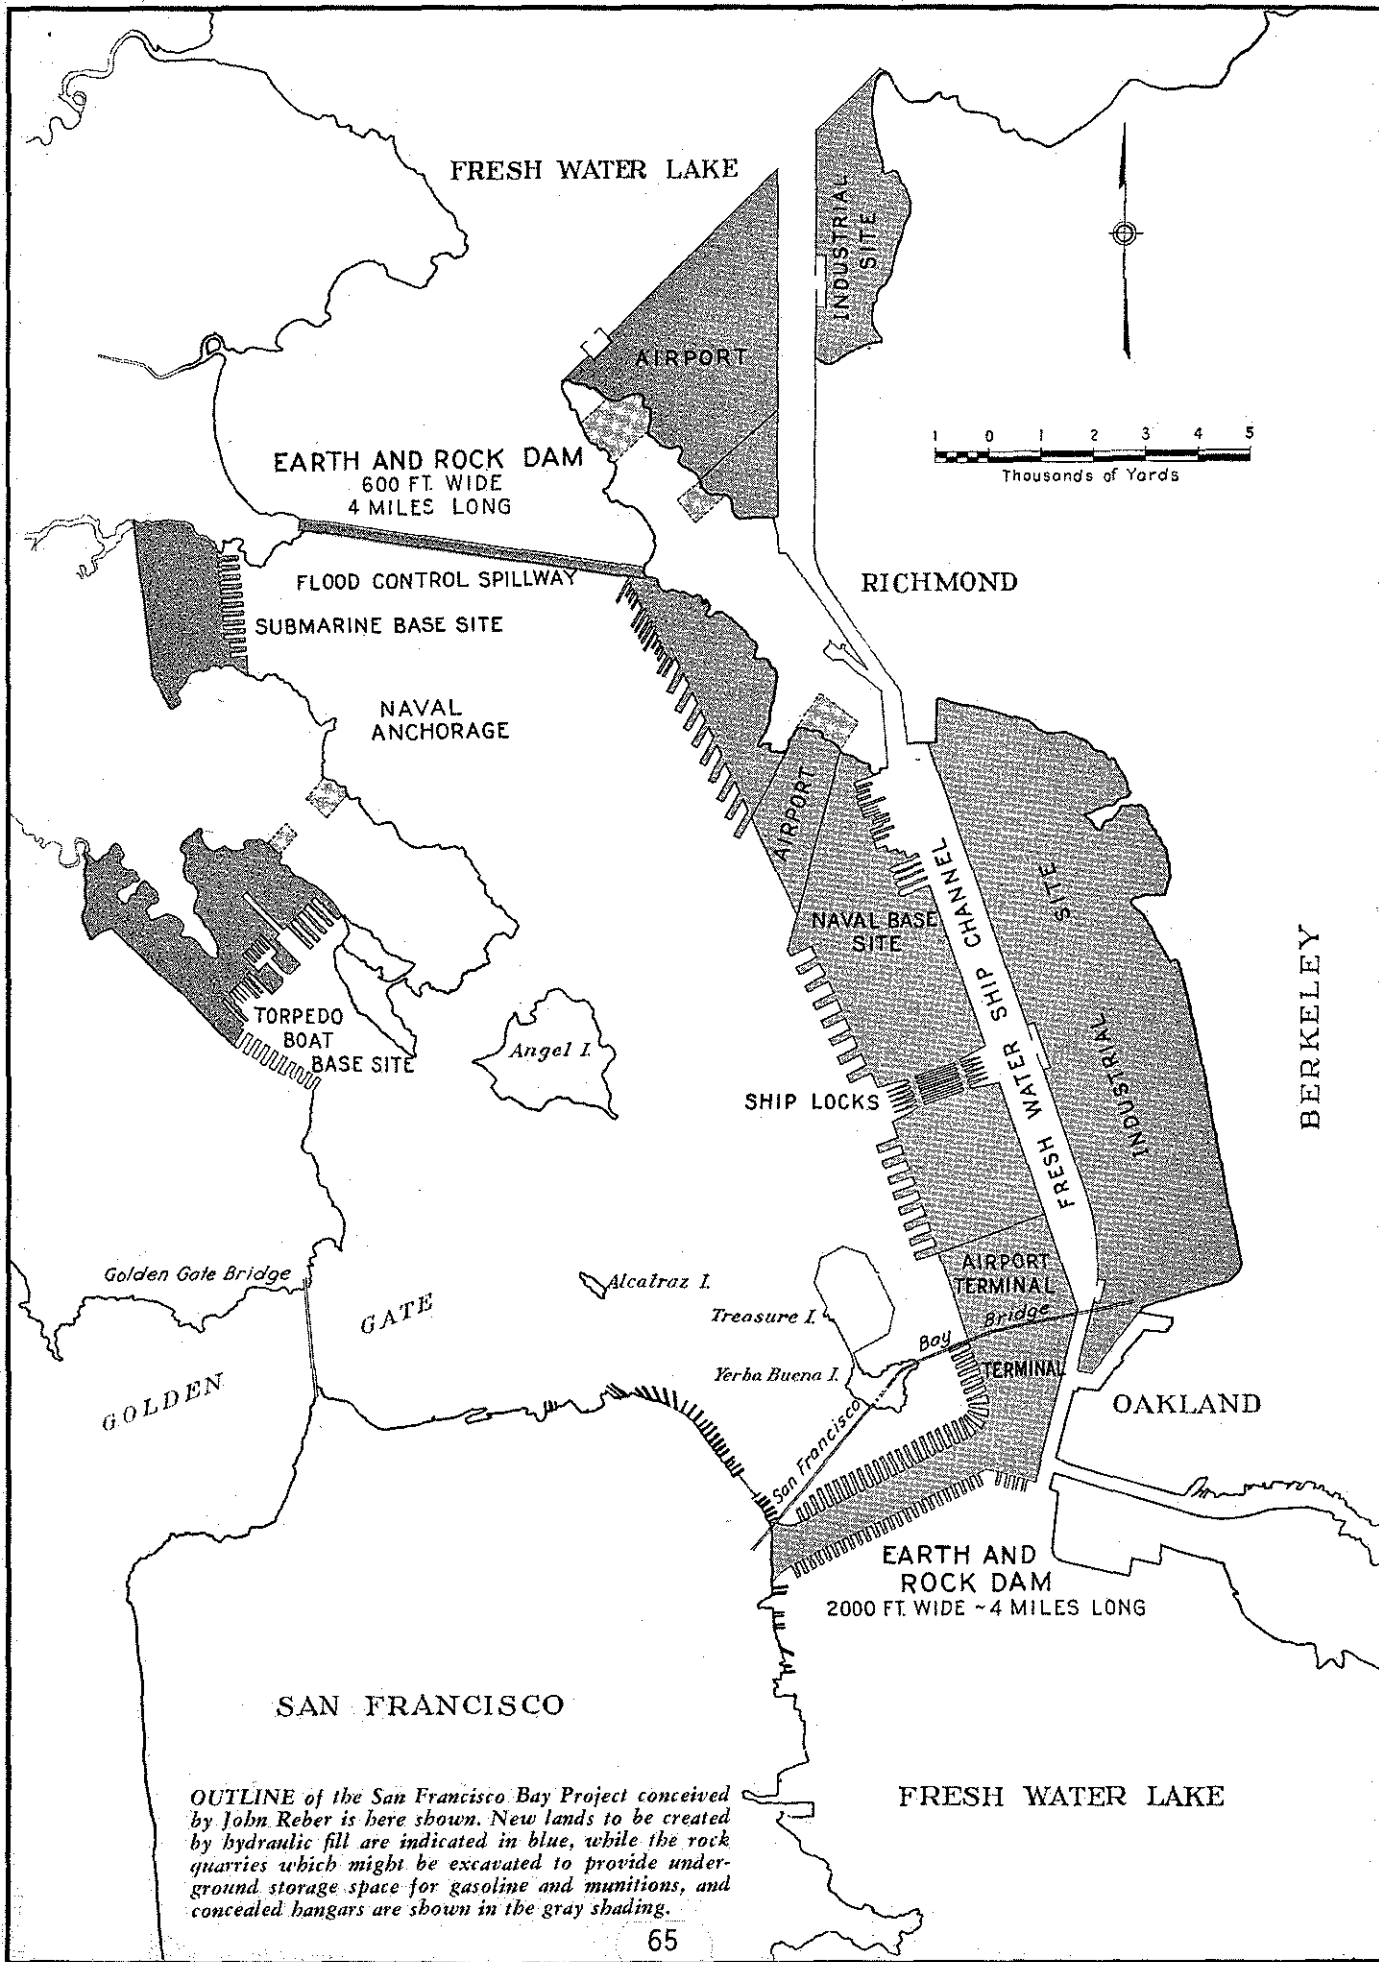 FRESH WATER LAKE
INDUSTRIAL
SITE
AIRPORT
1 0 1 2 3 4 5
Thousands of Yards
EARTH AND ROCK DAM
600 FT. WIDE
4 MILES LONG
FLOOD CONTROL SPILLWAY
RICHMOND
SUBMARINE BASE SITE
NAVAL
ANCHORAGE
AIRPORT
NAVAL BASE
SITE
FRESH WATER SHIP CHANNEL
INDUSTRIAL SITE
BERKELEY
TORPEDO
BOAT
BASE SITE
Angel I.
SHIP LOCKS
Golden Gate Bridge
GOLDEN GATE
Alcatraz I.
Treasure I.
AIRPORT
TERMINAL
San Francisco Bay Bridge
Yerba Buena I.
TERMINAL
OAKLAND
EARTH AND
ROCK DAM
2000 FT. WIDE ~ 4 MILES LONG
SAN FRANCISCO
FRESH WATER LAKE
OUTLINE of the San Francisco Bay Project conceived
by John Reber is here shown. New lands to be created
by hydraulic fill are indicated in blue, while the rock
quarries which might be excavated to provide under-
ground storage space for gasoline and munitions, and
concealed hangars are shown in the gray shading.
65